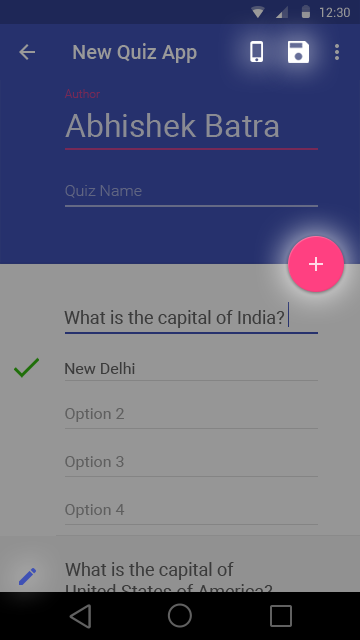 12:30
New Quiz App
Author
Abhishek Batra
Quiz Name
What is the capital of India?
New Delhi
Option 2
Option 3
Option 4
What is the capital of
United States of America?